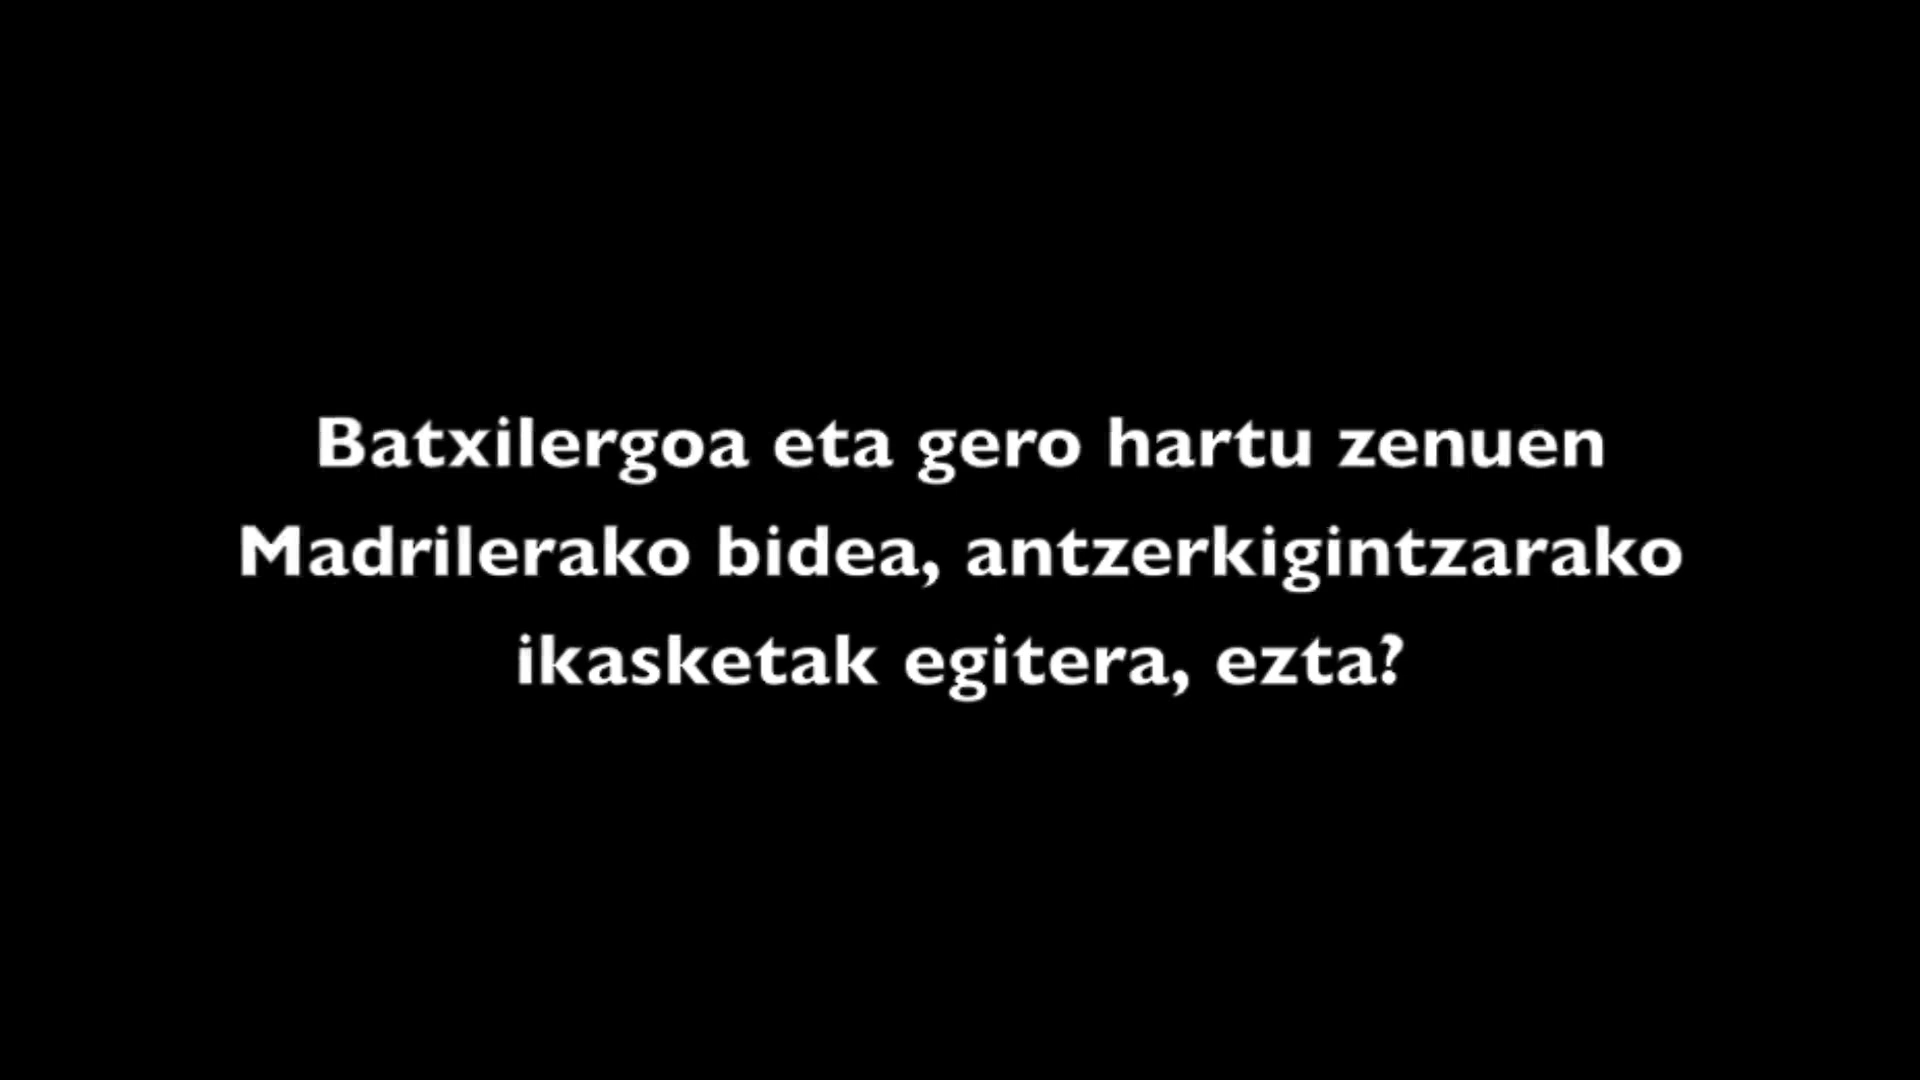 Batxilergoa eta gero hartu zenuen
Madrilerako bidea, antzerkigintzarako
ikasketak egitera, ezta?